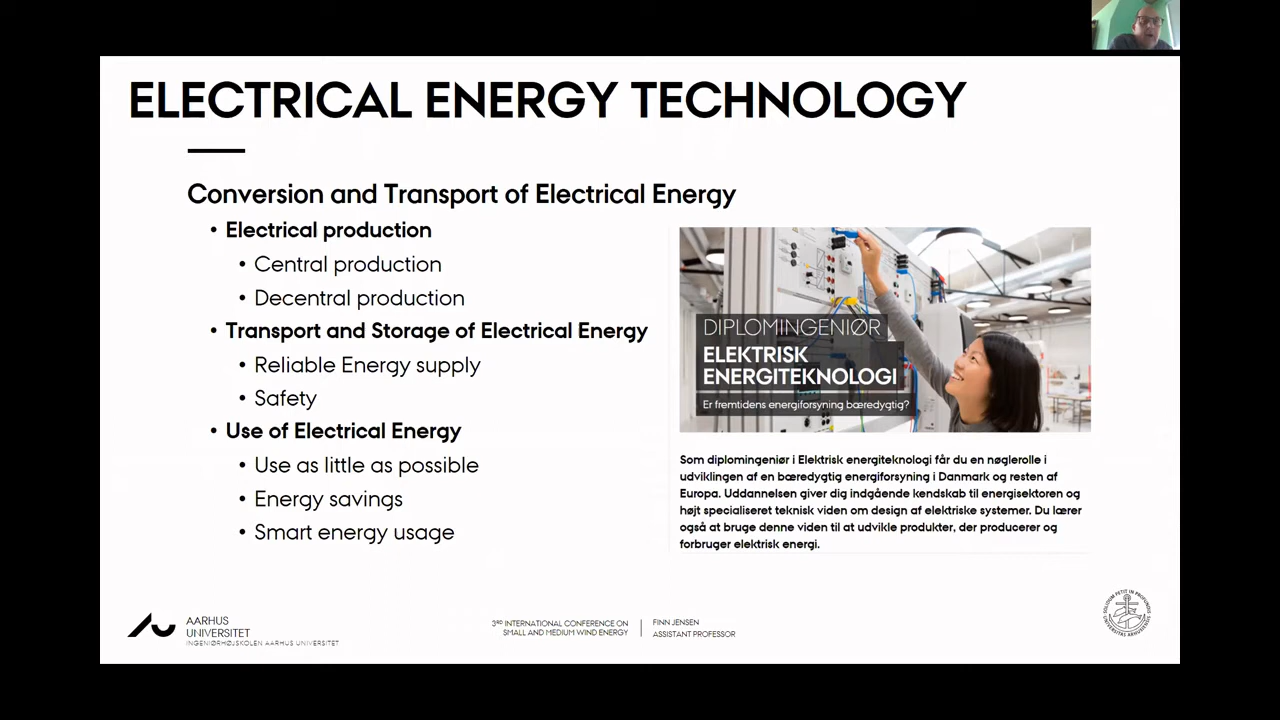 ELECTRICAL ENERGY TECHNOLOGY
Conversion and Transport of Electrical Energy
• Electrical production
• Central production
• Decentral production
• Transport and Storage of Electrical Energy
• Reliable Energy supply
• Safety
• Use of Electrical Energy
• Use as little as possible
• Energy savings
• Smart energy usage
DIPLOMINGENIØR
ELEKTRISK
ENERGITEKNOLOGI
Er fremtidens energiforsyning bæredygtig?
Som diplomingeniør i Elektrisk energiteknologi får du en nøglerolle i
udviklingen af en bæredygtig energiforsyning i Danmark og resten af
Europa. Uddannelsen giver dig indgående kendskab til energisektoren og
højt specialiseret teknisk viden om design af elektriske systemer. Du lærer
også at bruge denne viden til at udvikle produkter, der producerer og
forbruger elektrisk energi.
AARHUS
UNIVERSITET
INGENIØRHØJSKOLEN AARHUS UNIVERSITET
3RD INTERNATIONAL CONFERENCE ON
SMALL AND MEDIUM WIND ENERGY
FINN JENSEN
ASSISTANT PROFESSOR
SOLIDUM PETIT IN PROFUNDIS
UNIVERSITAS ARHUSIENSIS